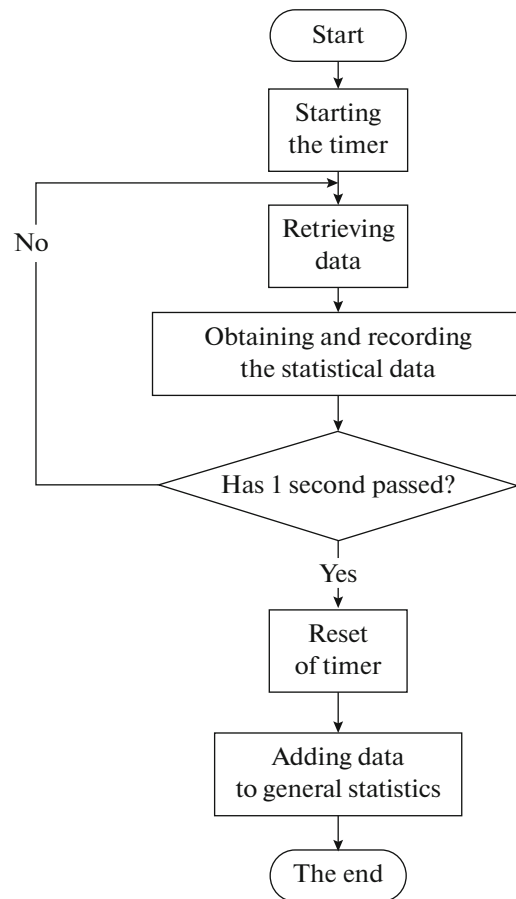 Start
Starting
the timer
No
Retrieving
data
Obtaining and recording
the statistical data
Has 1 second passed?
Yes
Reset
of timer
Adding data
to general statistics
The end